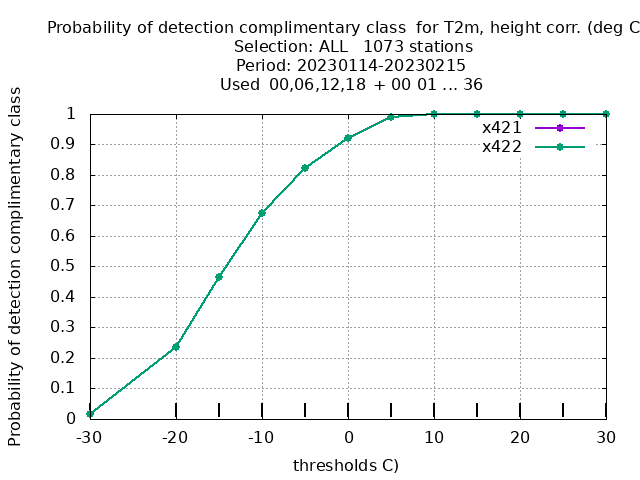 Probability of detection complimentary class for T2m, height corr. (deg C
Selection: ALL 1073 stations
Period: 20230114-20230215
Used 00,06,12,18 + 00 01 ... 36
Probability of detection complimentary class
1
0.9
0.8
0.7
0.6
0.5
0.4
0.3
0.2
0.1
0
x421
x422
-30 -20 -10 0 10 20 30
thresholds C)